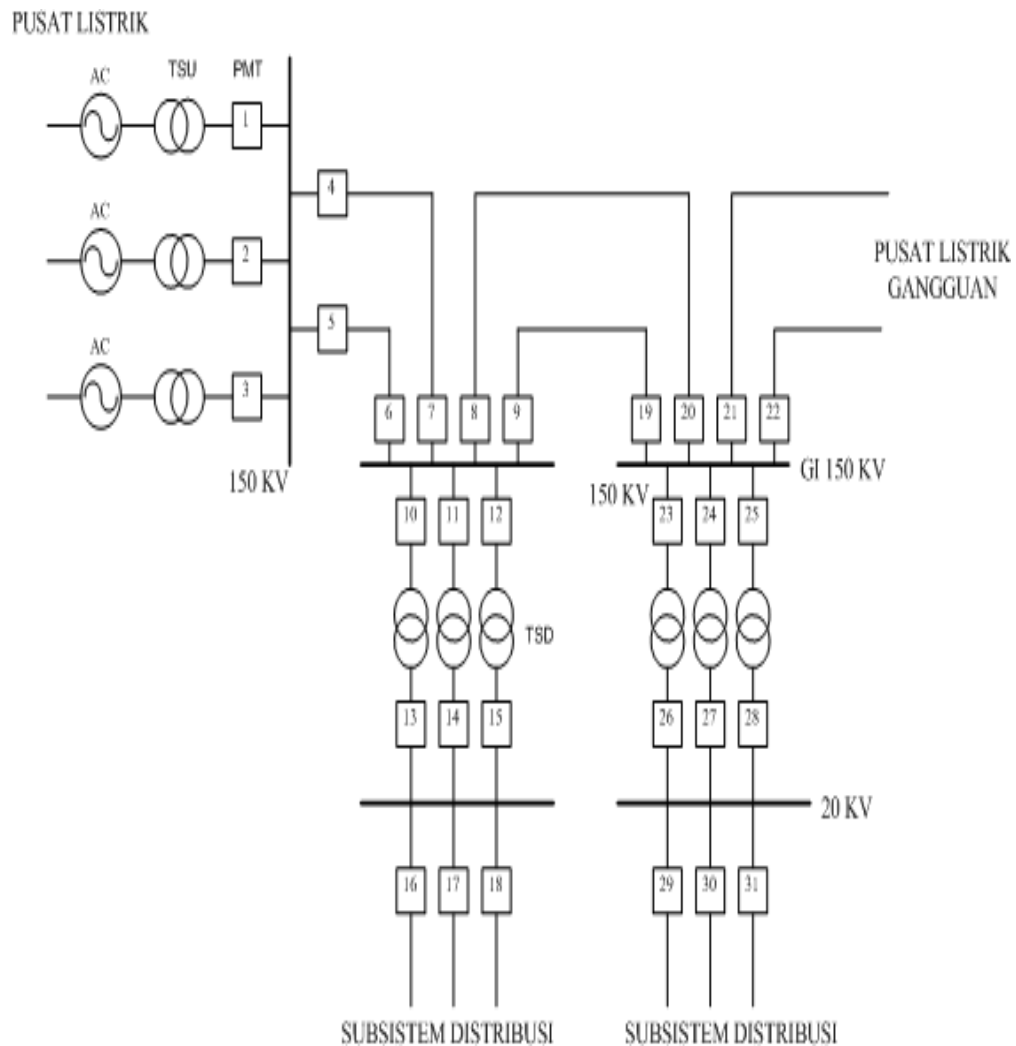 PUSAT LISTRIK
AC
TSU
PMT
1
4
AC
2
PUSAT LISTRIK
GANGGUAN
5
AC
3
6
7
8
9
19
20
21
22
150 KV
GI 150 KV
150 KV
10
11
12
23
24
25
TSD
13
14
15
26
27
28
20 KV
16
17
18
29
30
31
SUBSISTEM DISTRIBUSI
SUBSISTEM DISTRIBUSI